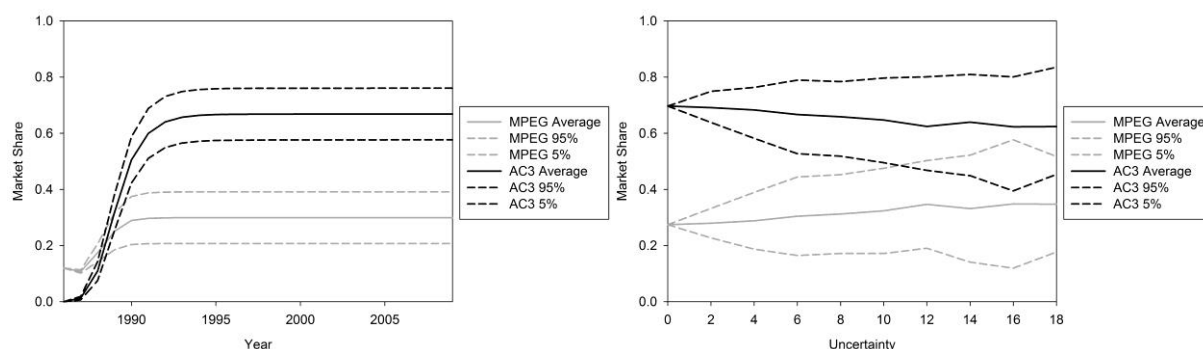 Market Share
1.0
0.8
0.6
0.4
0.2
0.0
1990 1995 2000 2005
Year
MPEG Average
MPEG 95%
MPEG 5%
AC3 Average
AC3 95%
AC3 5%
Market Share
1.0
0.8
0.6
0.4
0.2
0.0
0 2 4 6 8 10 12 14 16 18
Uncertainty
MPEG Average
MPEG 95%
MPEG 5%
AC3 Average
AC3 95%
AC3 5%